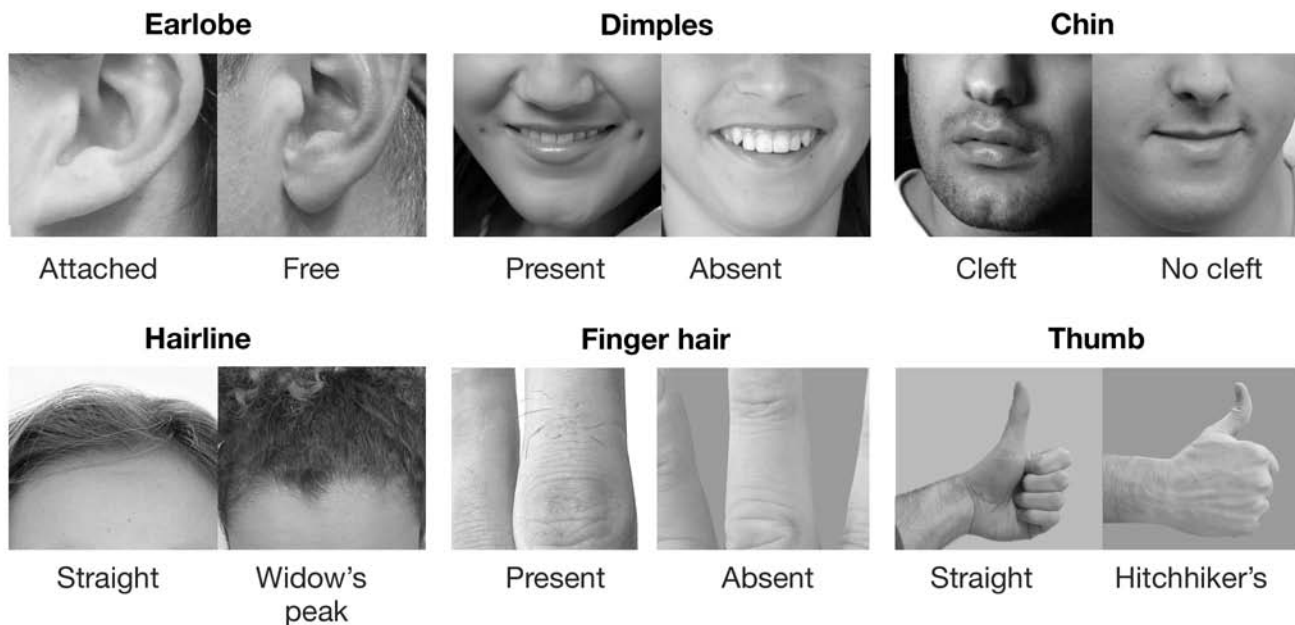 Earlobe
Dimples
Chin
Attached
Free
Present
Absent
Cleft
No cleft
Hairline
Finger hair
Thumb
Straight
Widow's
peak
Present
Absent
Straight
Hitchhiker's